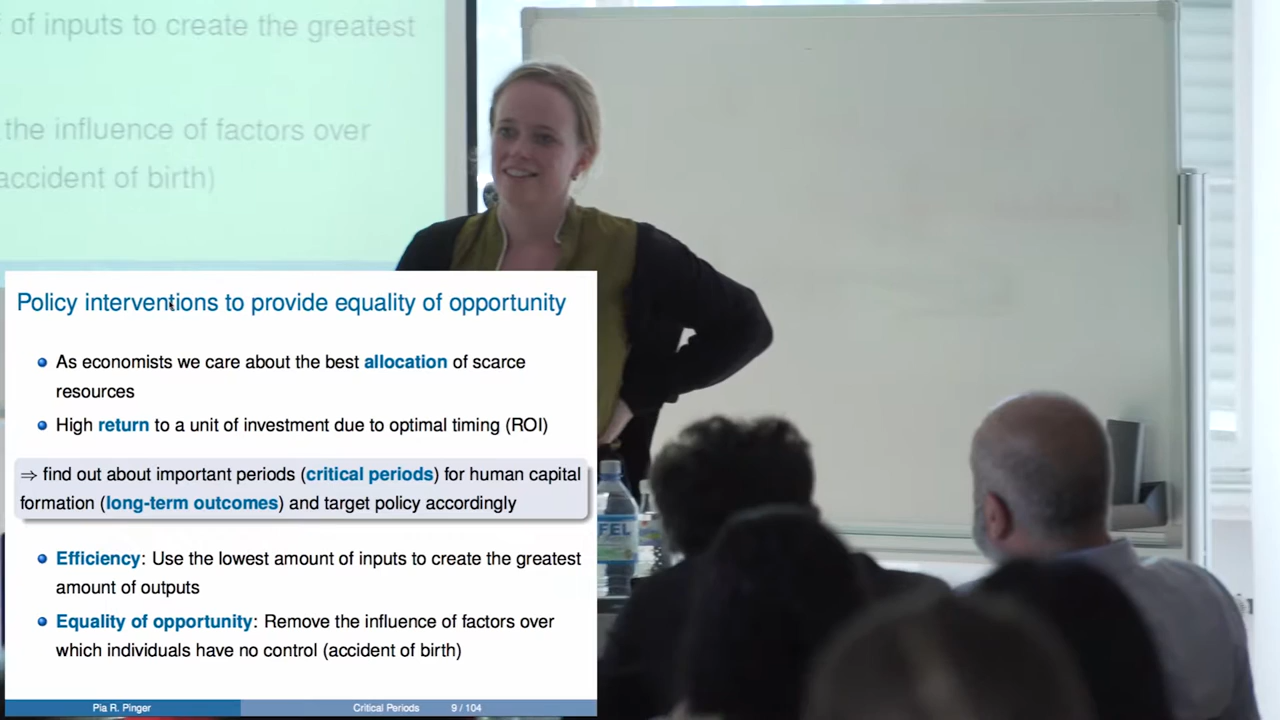 of inputs to create the greatest
the influence of factors over
accident of birth)
Policy interventions to provide equality of opportunity
As economists we care about the best allocation of scarce
resources
High return to a unit of investment due to optimal timing (ROI)
⇒ find out about important periods (critical periods) for human capital
formation (long-term outcomes) and target policy accordingly
Efficiency: Use the lowest amount of inputs to create the greatest
amount of outputs
Equality of opportunity: Remove the influence of factors over
which individuals have no control (accident of birth)
Pia R. Pinger
Critical Periods
9 / 104
FEL